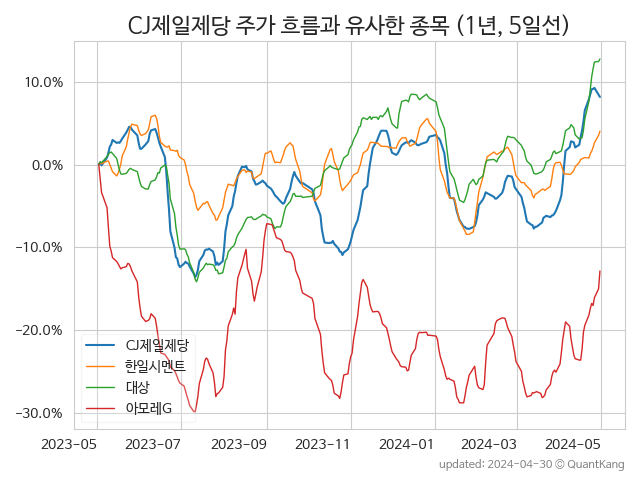 CJ제일제당 주가 흐름과 유사한 종목 (1년, 5일선)
10.0%
0.0%
−10.0%
−20.0%
−30.0%
CJ제일제당
한일시멘트
대상
아모레G
2023-05 2023-07 2023-09 2023-11 2024-01 2024-03 2024-05
updated: 2024-04-30 © QuantKang